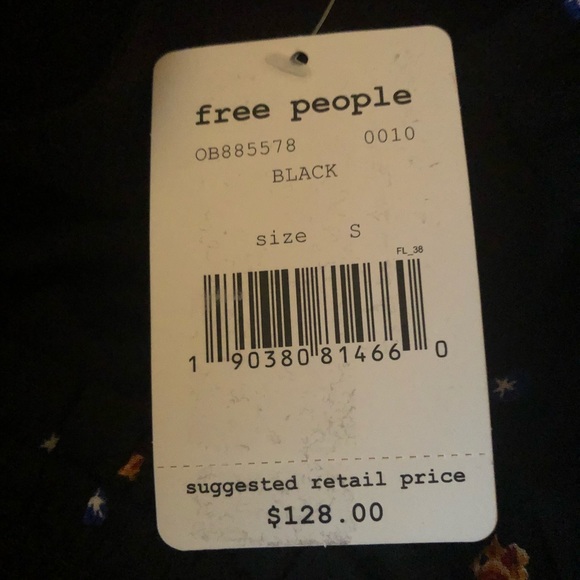 free people
OB885578 0010
BLACK
size S
FL_38
1 90380 81466 0
suggested retail price
$128.00